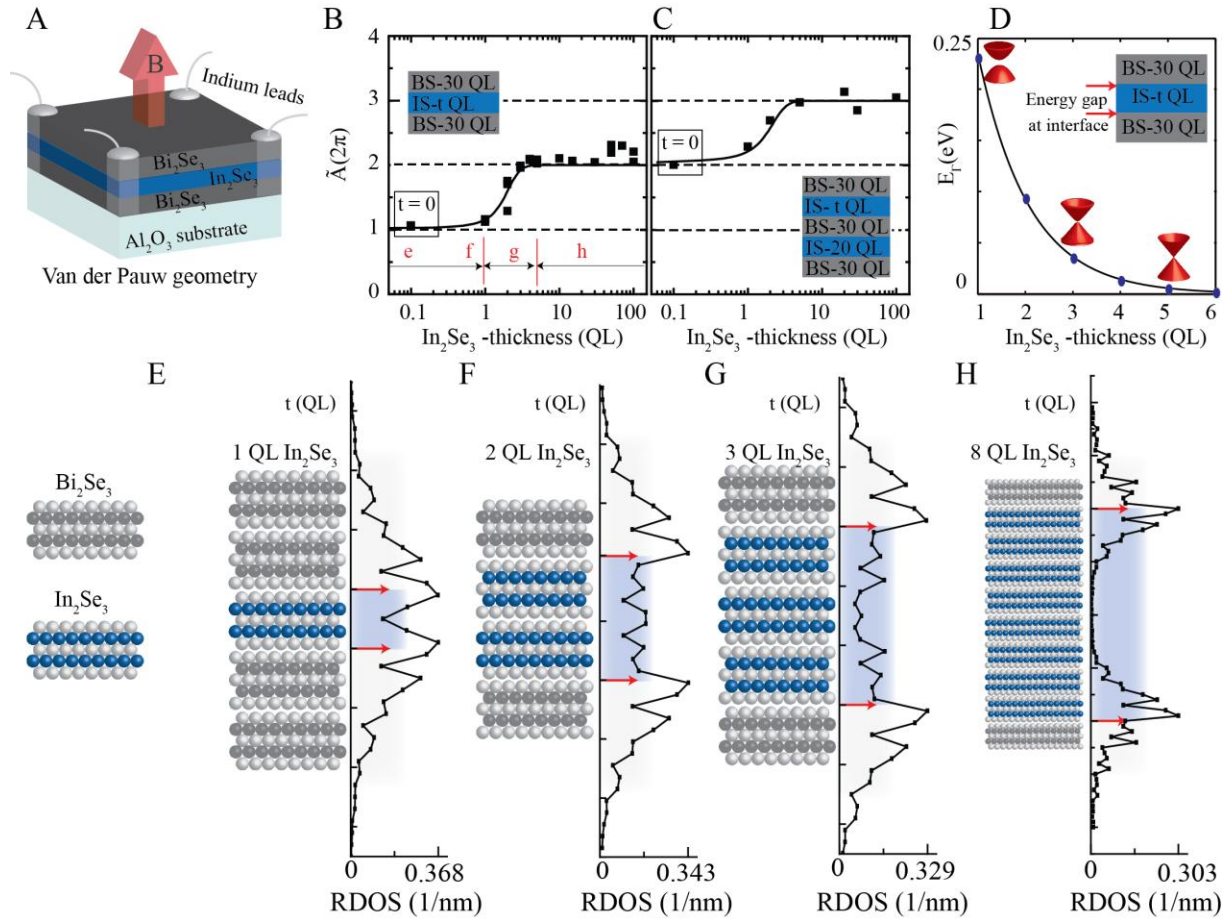 A
B
Indium leads
Bi₂Se₃
In₂Se₃
Bi₂Se₃
Al₂O₃ substrate
Van der Pauw geometry
B
Ã(2π)
4
3
2
1
0
BS-30 QL
IS-t QL
BS-30 QL
t = 0
e
f
g
h
0.1
1
10
100
In₂Se₃ -thickness (QL)
C
t = 0
BS-30 QL
IS- t QL
BS-30 QL
IS-20 QL
BS-30 QL
0.1
1
10
100
In₂Se₃ -thickness (QL)
D
0.25
E_Γ(eV)
0
BS-30 QL
IS-t QL
BS-30 QL
Energy gap
at interface
1
2
3
4
5
6
In₂Se₃ -thickness (QL)
Bi₂Se₃
In₂Se₃
E
t (QL)
1 QL In₂Se₃
0
0.368
RDOS (1/nm)
F
t (QL)
2 QL In₂Se₃
0
0.343
RDOS (1/nm)
G
t (QL)
3 QL In₂Se₃
0
0.329
RDOS (1/nm)
H
t (QL)
8 QL In₂Se₃
0
0.303
RDOS (1/nm)